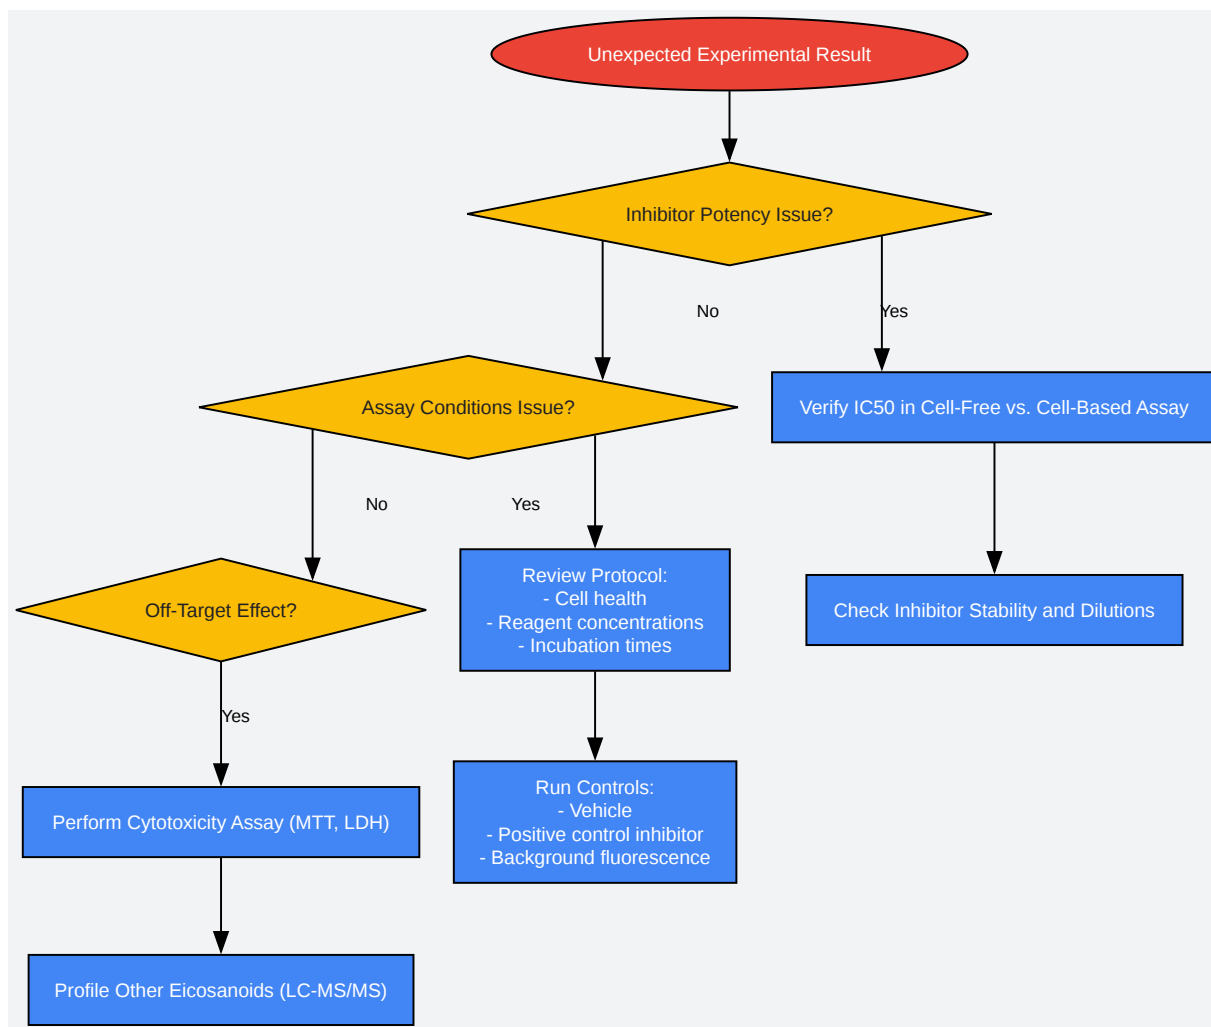 Unexpected Experimental Result
Inhibitor Potency Issue?
No
Yes
Assay Conditions Issue?
Verify IC50 in Cell-Free vs. Cell-Based Assay
No
Yes
Off-Target Effect?
Review Protocol:
- Cell health
- Reagent concentrations
- Incubation times
Check Inhibitor Stability and Dilutions
Yes
Perform Cytotoxicity Assay (MTT, LDH)
Run Controls:
- Vehicle
- Positive control inhibitor
- Background fluorescence
Profile Other Eicosanoids (LC-MS/MS)